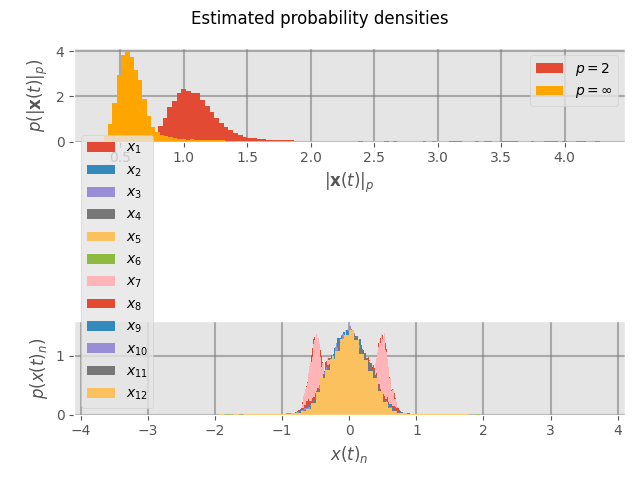 Estimated probability densities
p(|x(t)|ₚ)
4
2
0
p = 2
p = ∞
0.5 1.0 1.5 2.0 2.5 3.0 3.5 4.0
|x(t)|ₚ
x₁
x₂
x₃
x₄
x₅
x₆
x₇
x₈
x₉
x₁₀
x₁₁
x₁₂
p(x(t)ₙ)
1
0
−4 −3 −2 −1 0 1 2 3 4
x(t)ₙ